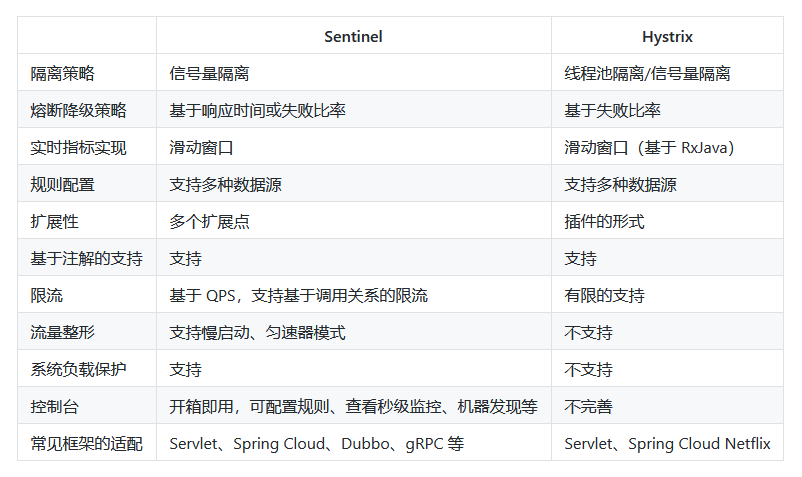 Sentinel Hystrix
隔离策略 信号量隔离 线程池隔离/信号量隔离
熔断降级策略 基于响应时间或失败比率 基于失败比率
实时指标实现 滑动窗口 滑动窗口（基于 RxJava）
规则配置 支持多种数据源 支持多种数据源
扩展性 多个扩展点 插件的形式
基于注解的支持 支持 支持
限流 基于 QPS，支持基于调用关系的限流 有限的支持
流量整形 支持慢启动、匀速器模式 不支持
系统负载保护 支持 不支持
控制台 开箱即用，可配置规则、查看秒级监控、机器发现等 不完善
常见框架的适配 Servlet、Spring Cloud、Dubbo、gRPC 等 Servlet、Spring Cloud Netflix